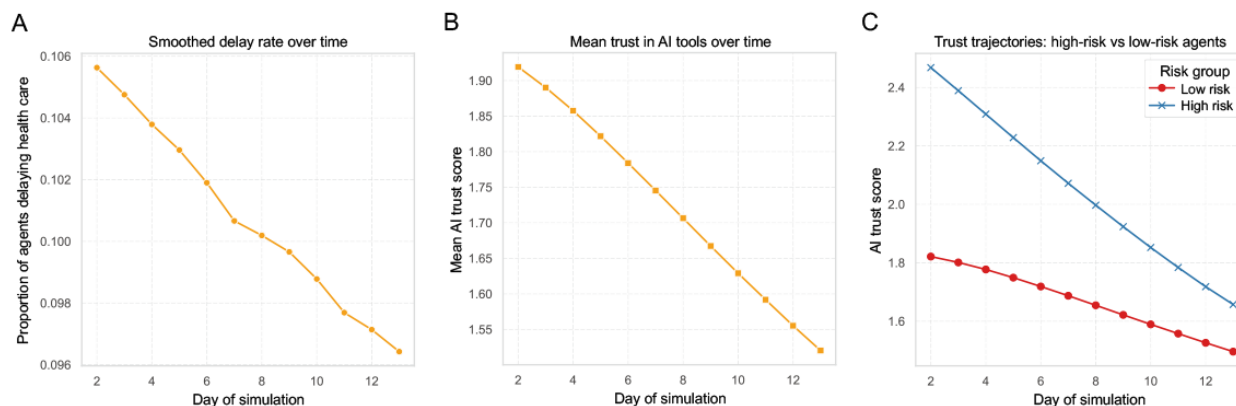 A
Smoothed delay rate over time
Proportion of agents delaying health care
0.106
0.104
0.102
0.100
0.098
0.096
2 4 6 8 10 12
Day of simulation
B
Mean trust in AI tools over time
Mean AI trust score
1.90
1.85
1.80
1.75
1.70
1.65
1.60
1.55
2 4 6 8 10 12
Day of simulation
C
Trust trajectories: high-risk vs low-risk agents
Risk group
Low risk
High risk
AI trust score
2.4
2.2
2.0
1.8
1.6
2 4 6 8 10 12
Day of simulation